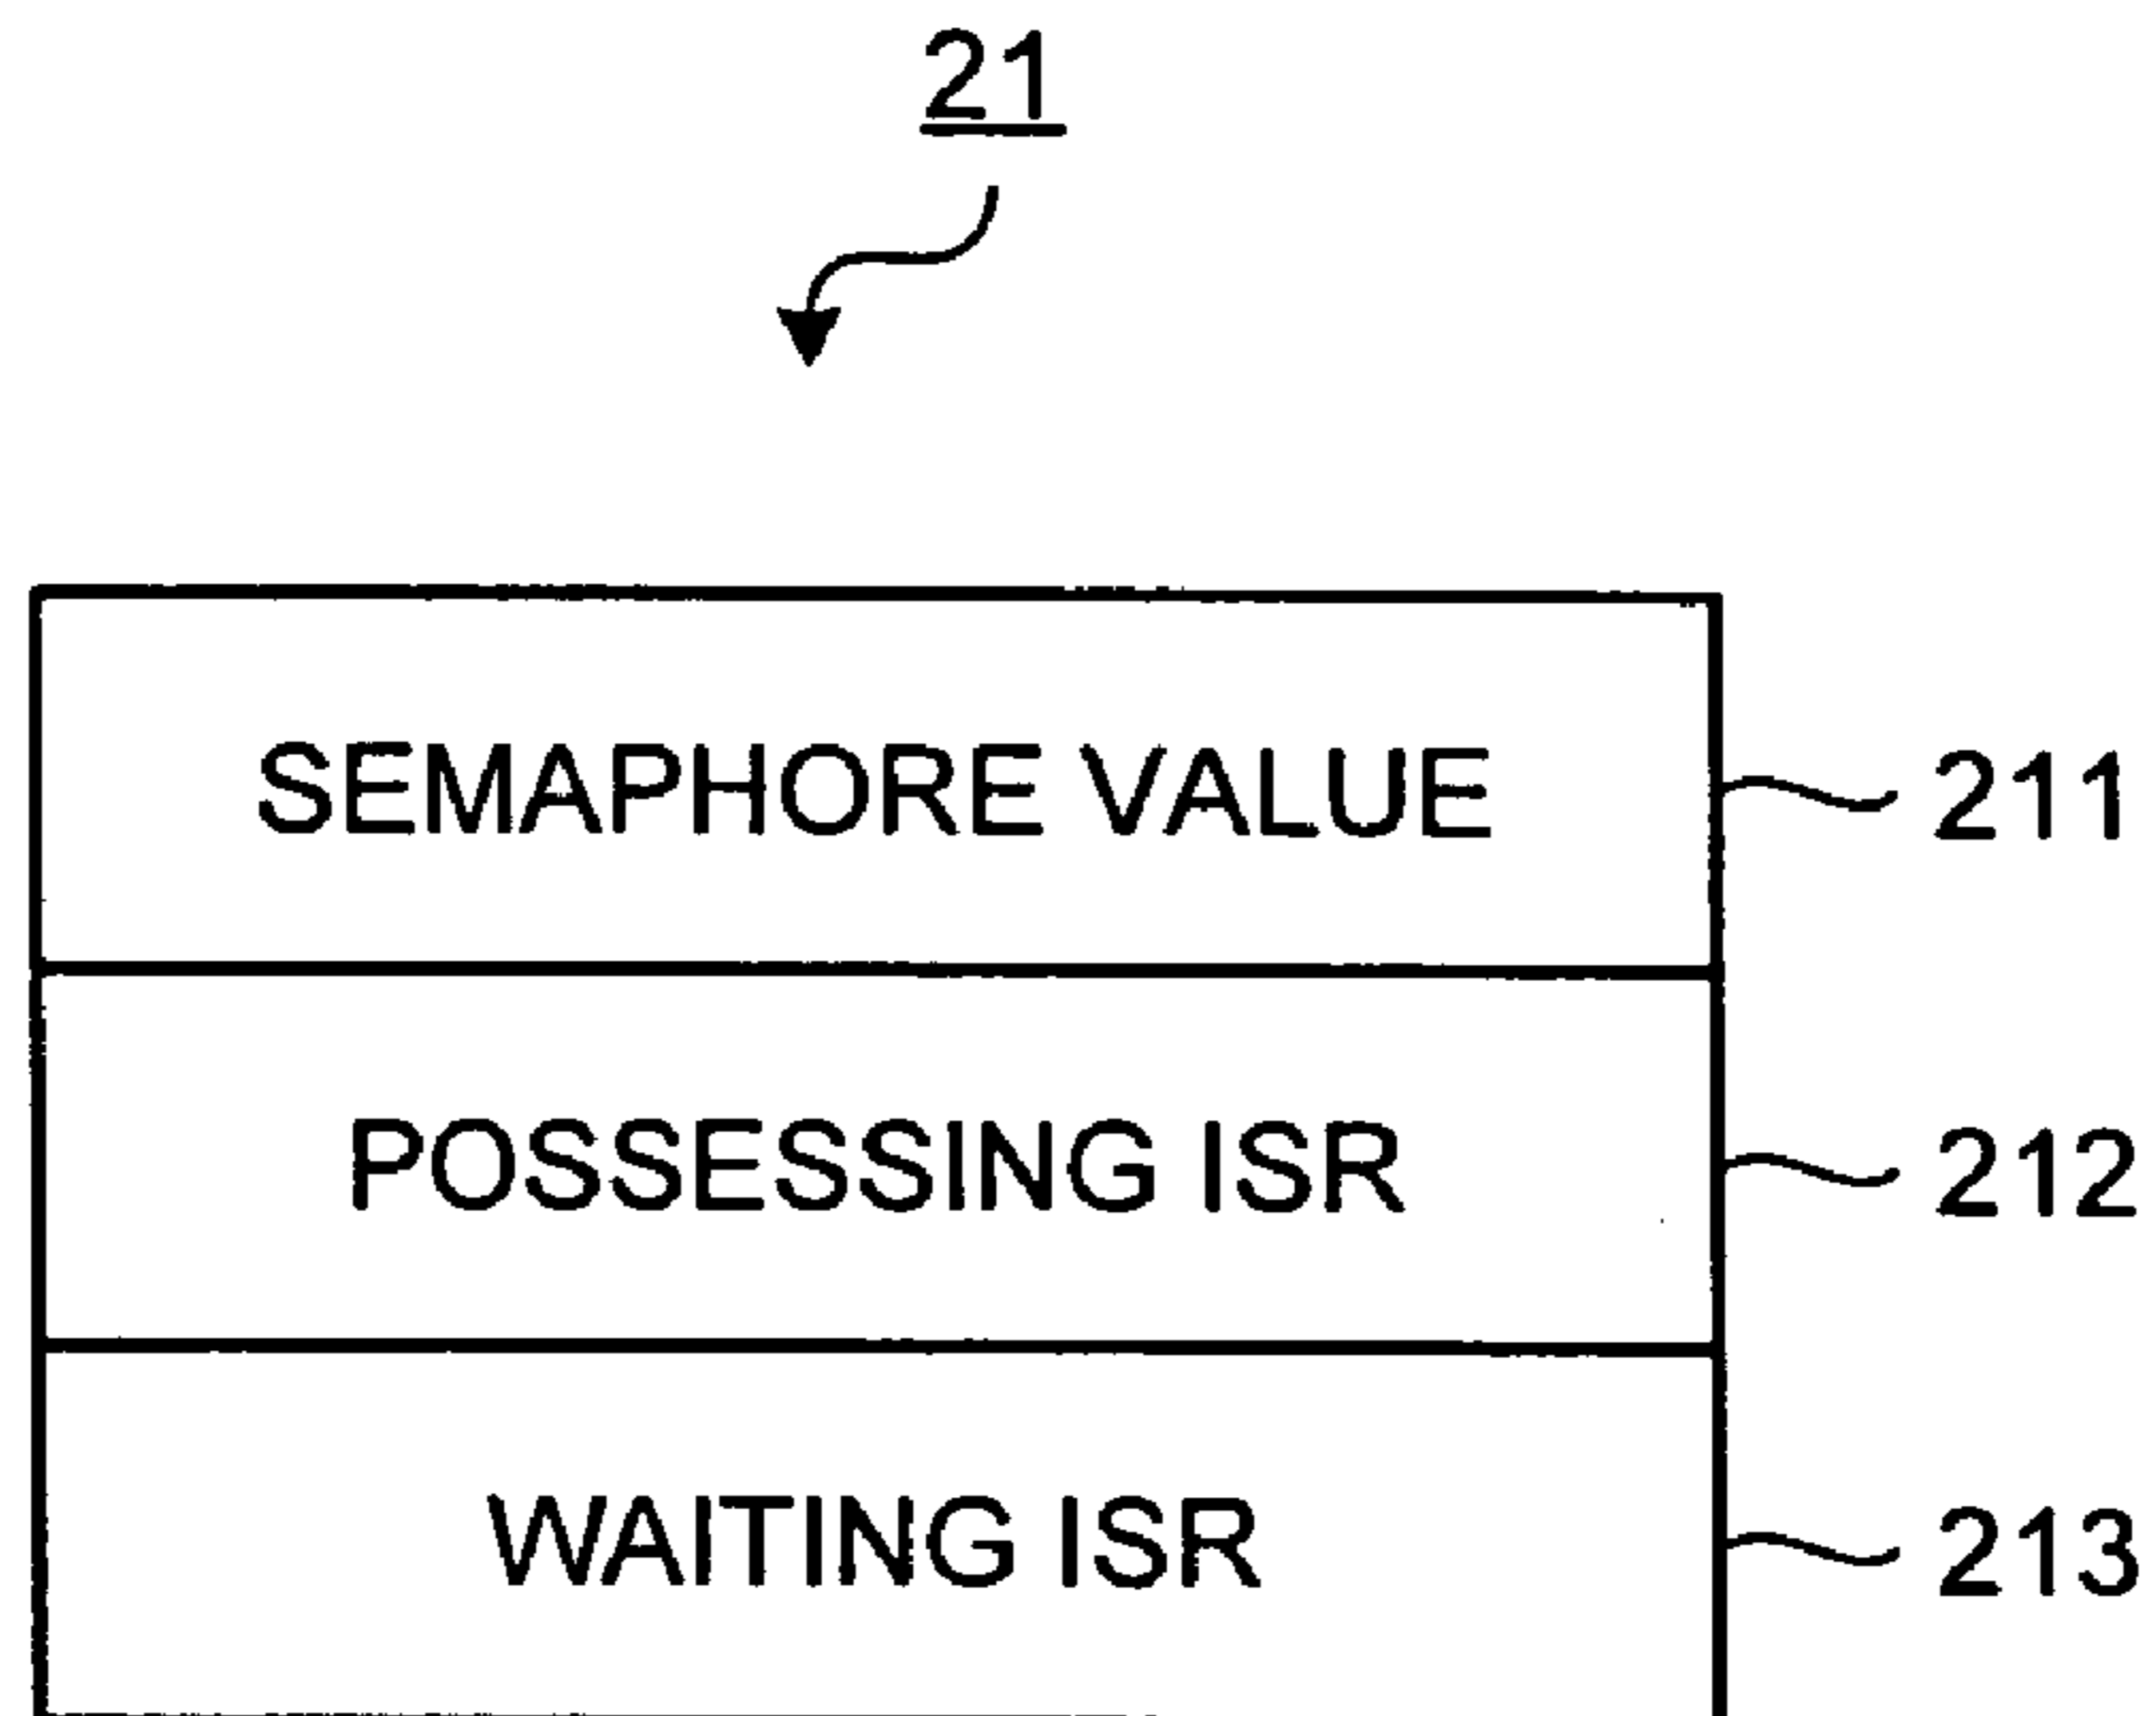 21
SEMAPHORE VALUE 211
POSSESSING ISR 212
WAITING ISR 213